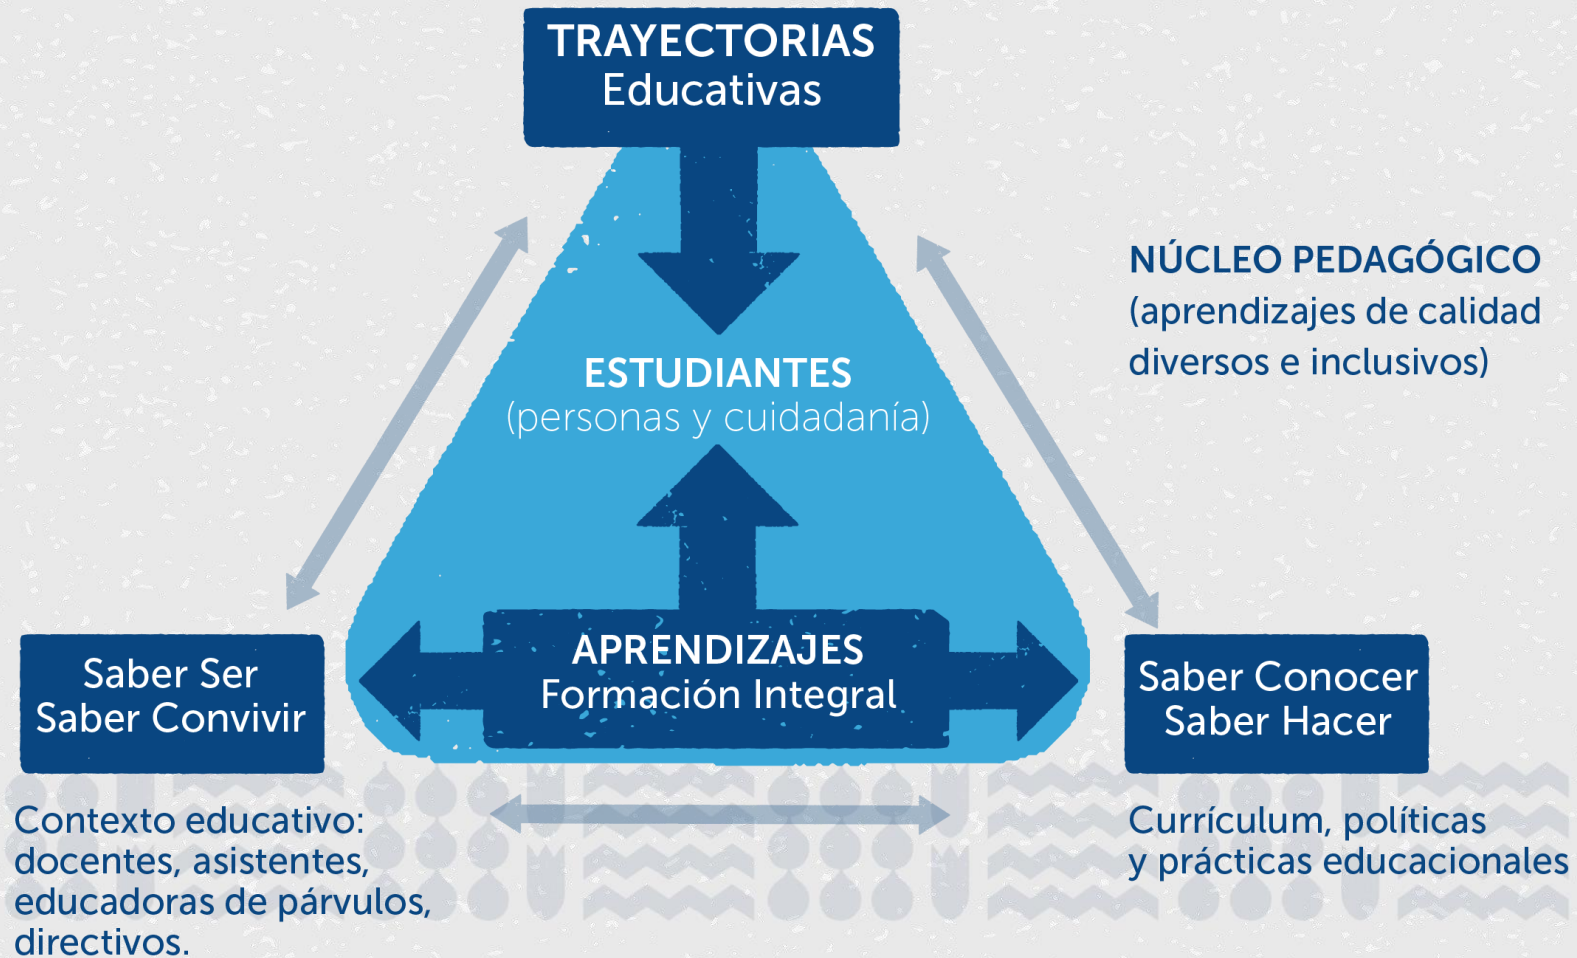 TRAYECTORIAS
Educativas
NÚCLEO PEDAGÓGICO
(aprendizajes de calidad
diversos e inclusivos)
ESTUDIANTES
(personas y cuidadanía)
APRENDIZAJES
Formación Integral
Saber Ser
Saber Convivir
Saber Conocer
Saber Hacer
Contexto educativo:
docentes, asistentes,
educadoras de párvulos,
directivos.
Currículum, políticas
y prácticas educacionales